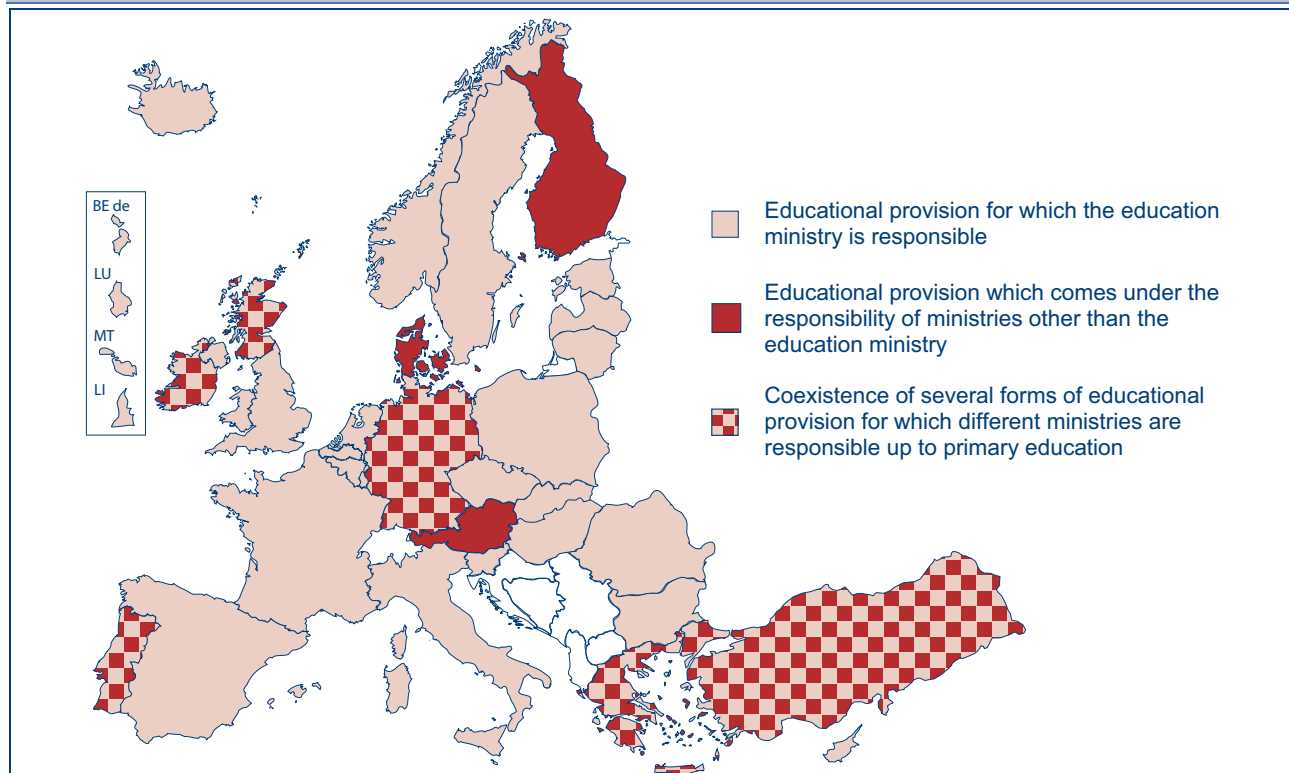 BE de
LU
MT
LI
Educational provision for which the education
ministry is responsible
Educational provision which comes under the
responsibility of ministries other than the
education ministry
Coexistence of several forms of educational
provision for which different ministries are
responsible up to primary education